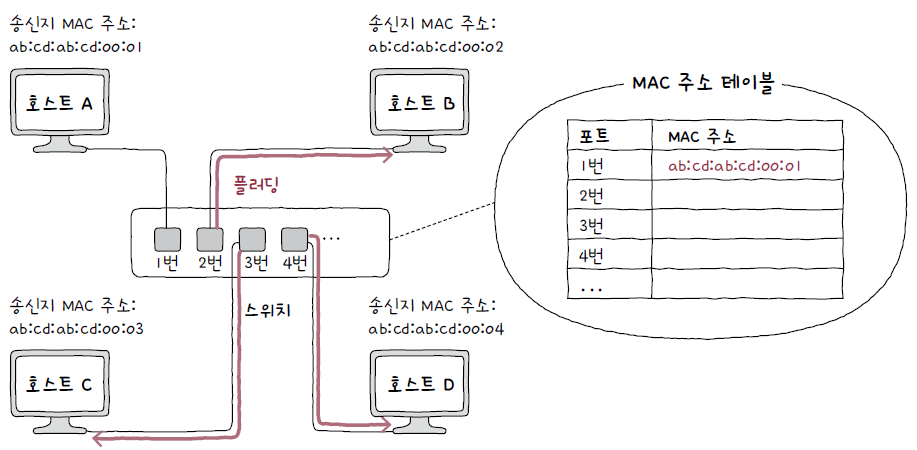 송신지 MAC 주소:
ab:cd:ab:cd:00:01
호스트 A
송신지 MAC 주소:
ab:cd:ab:cd:00:02
호스트 B
플러딩
1번
2번
3번
4번
...
스위치
송신지 MAC 주소:
ab:cd:ab:cd:00:03
호스트 C
송신지 MAC 주소:
ab:cd:ab:cd:00:04
호스트 D
MAC 주소 테이블
포트 MAC 주소
1번 ab:cd:ab:cd:00:01
2번
3번
4번
...